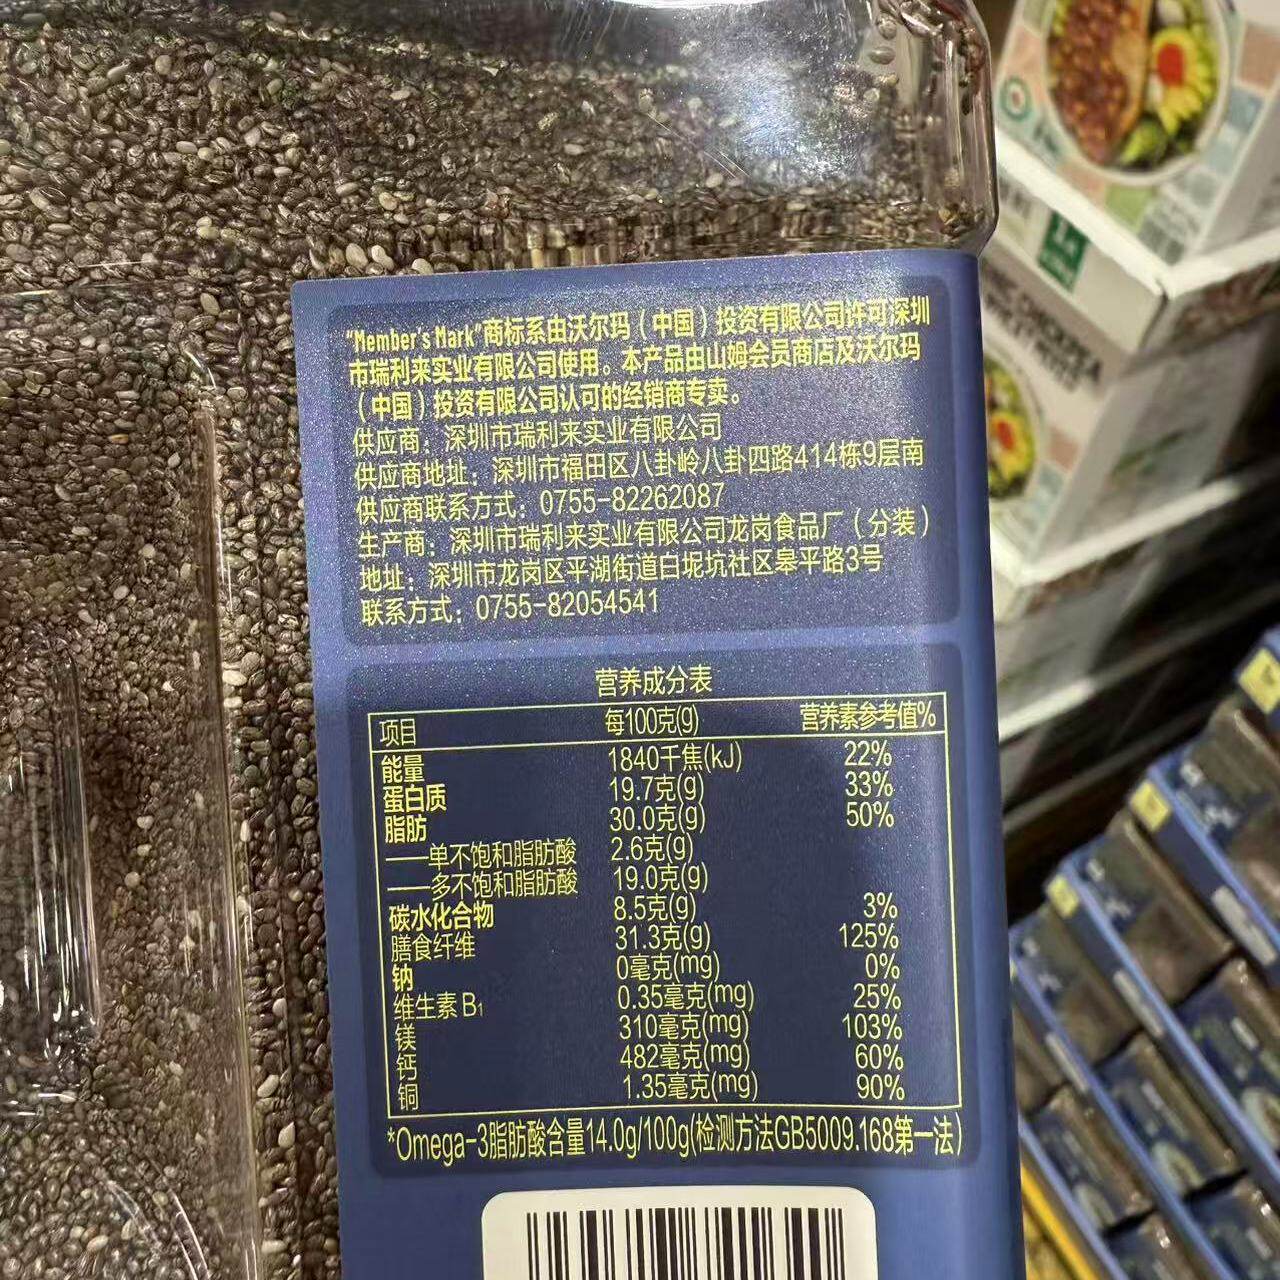 "Member's Mark"商标系由沃尔玛（中国）投资有限公司许可深圳
市瑞利来实业有限公司使用。本产品由山姆会员商店及沃尔玛
（中国）投资有限公司认可的经销商专卖。
供应商：深圳市瑞利来实业有限公司
供应商地址：深圳市福田区八卦岭八卦四路414栋9层南
供应商联系方式：0755-82262087
生产商：深圳市瑞利来实业有限公司龙岗食品厂（分装）
地址：深圳市龙岗区平湖街道白坭坑社区皋平路3号
联系方式：0755-82054541
营养成分表
项目 每100克(g) 营养素参考值%
能量 1840千焦(kJ) 22%
蛋白质 19.7克(g) 33%
脂肪 30.0克(g) 50%
——单不饱和脂肪酸 2.6克(g)
——多不饱和脂肪酸 19.0克(g)
碳水化合物 8.5克(g) 3%
膳食纤维 31.3克(g) 125%
钠 0毫克(mg) 0%
维生素 B₁ 0.35毫克(mg) 25%
镁 310毫克(mg) 103%
钙 482毫克(mg) 60%
铜 1.35毫克(mg) 90%
*Omega-3脂肪酸含量14.0g/100g(检测方法GB5009.168第一法)